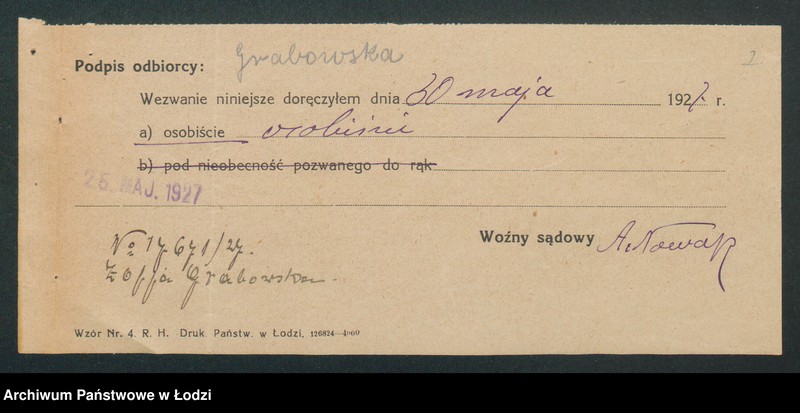 Podpis odbiorcy: Grabowska
Wezwanie niniejsze doręczyłem dnia 30 maja 1927. r.
a) osobiście osobiście
b) pod nieobecność pozwanego do rąk
25. MAJ. 1927
Woźny sądowy A. Nowak
No 17671/27.
Zofja Grabowska
Wzór Nr. 4. R. H. Druk. Państw. w Łodzi. 126824
Archiwum Państwowe w Łodzi